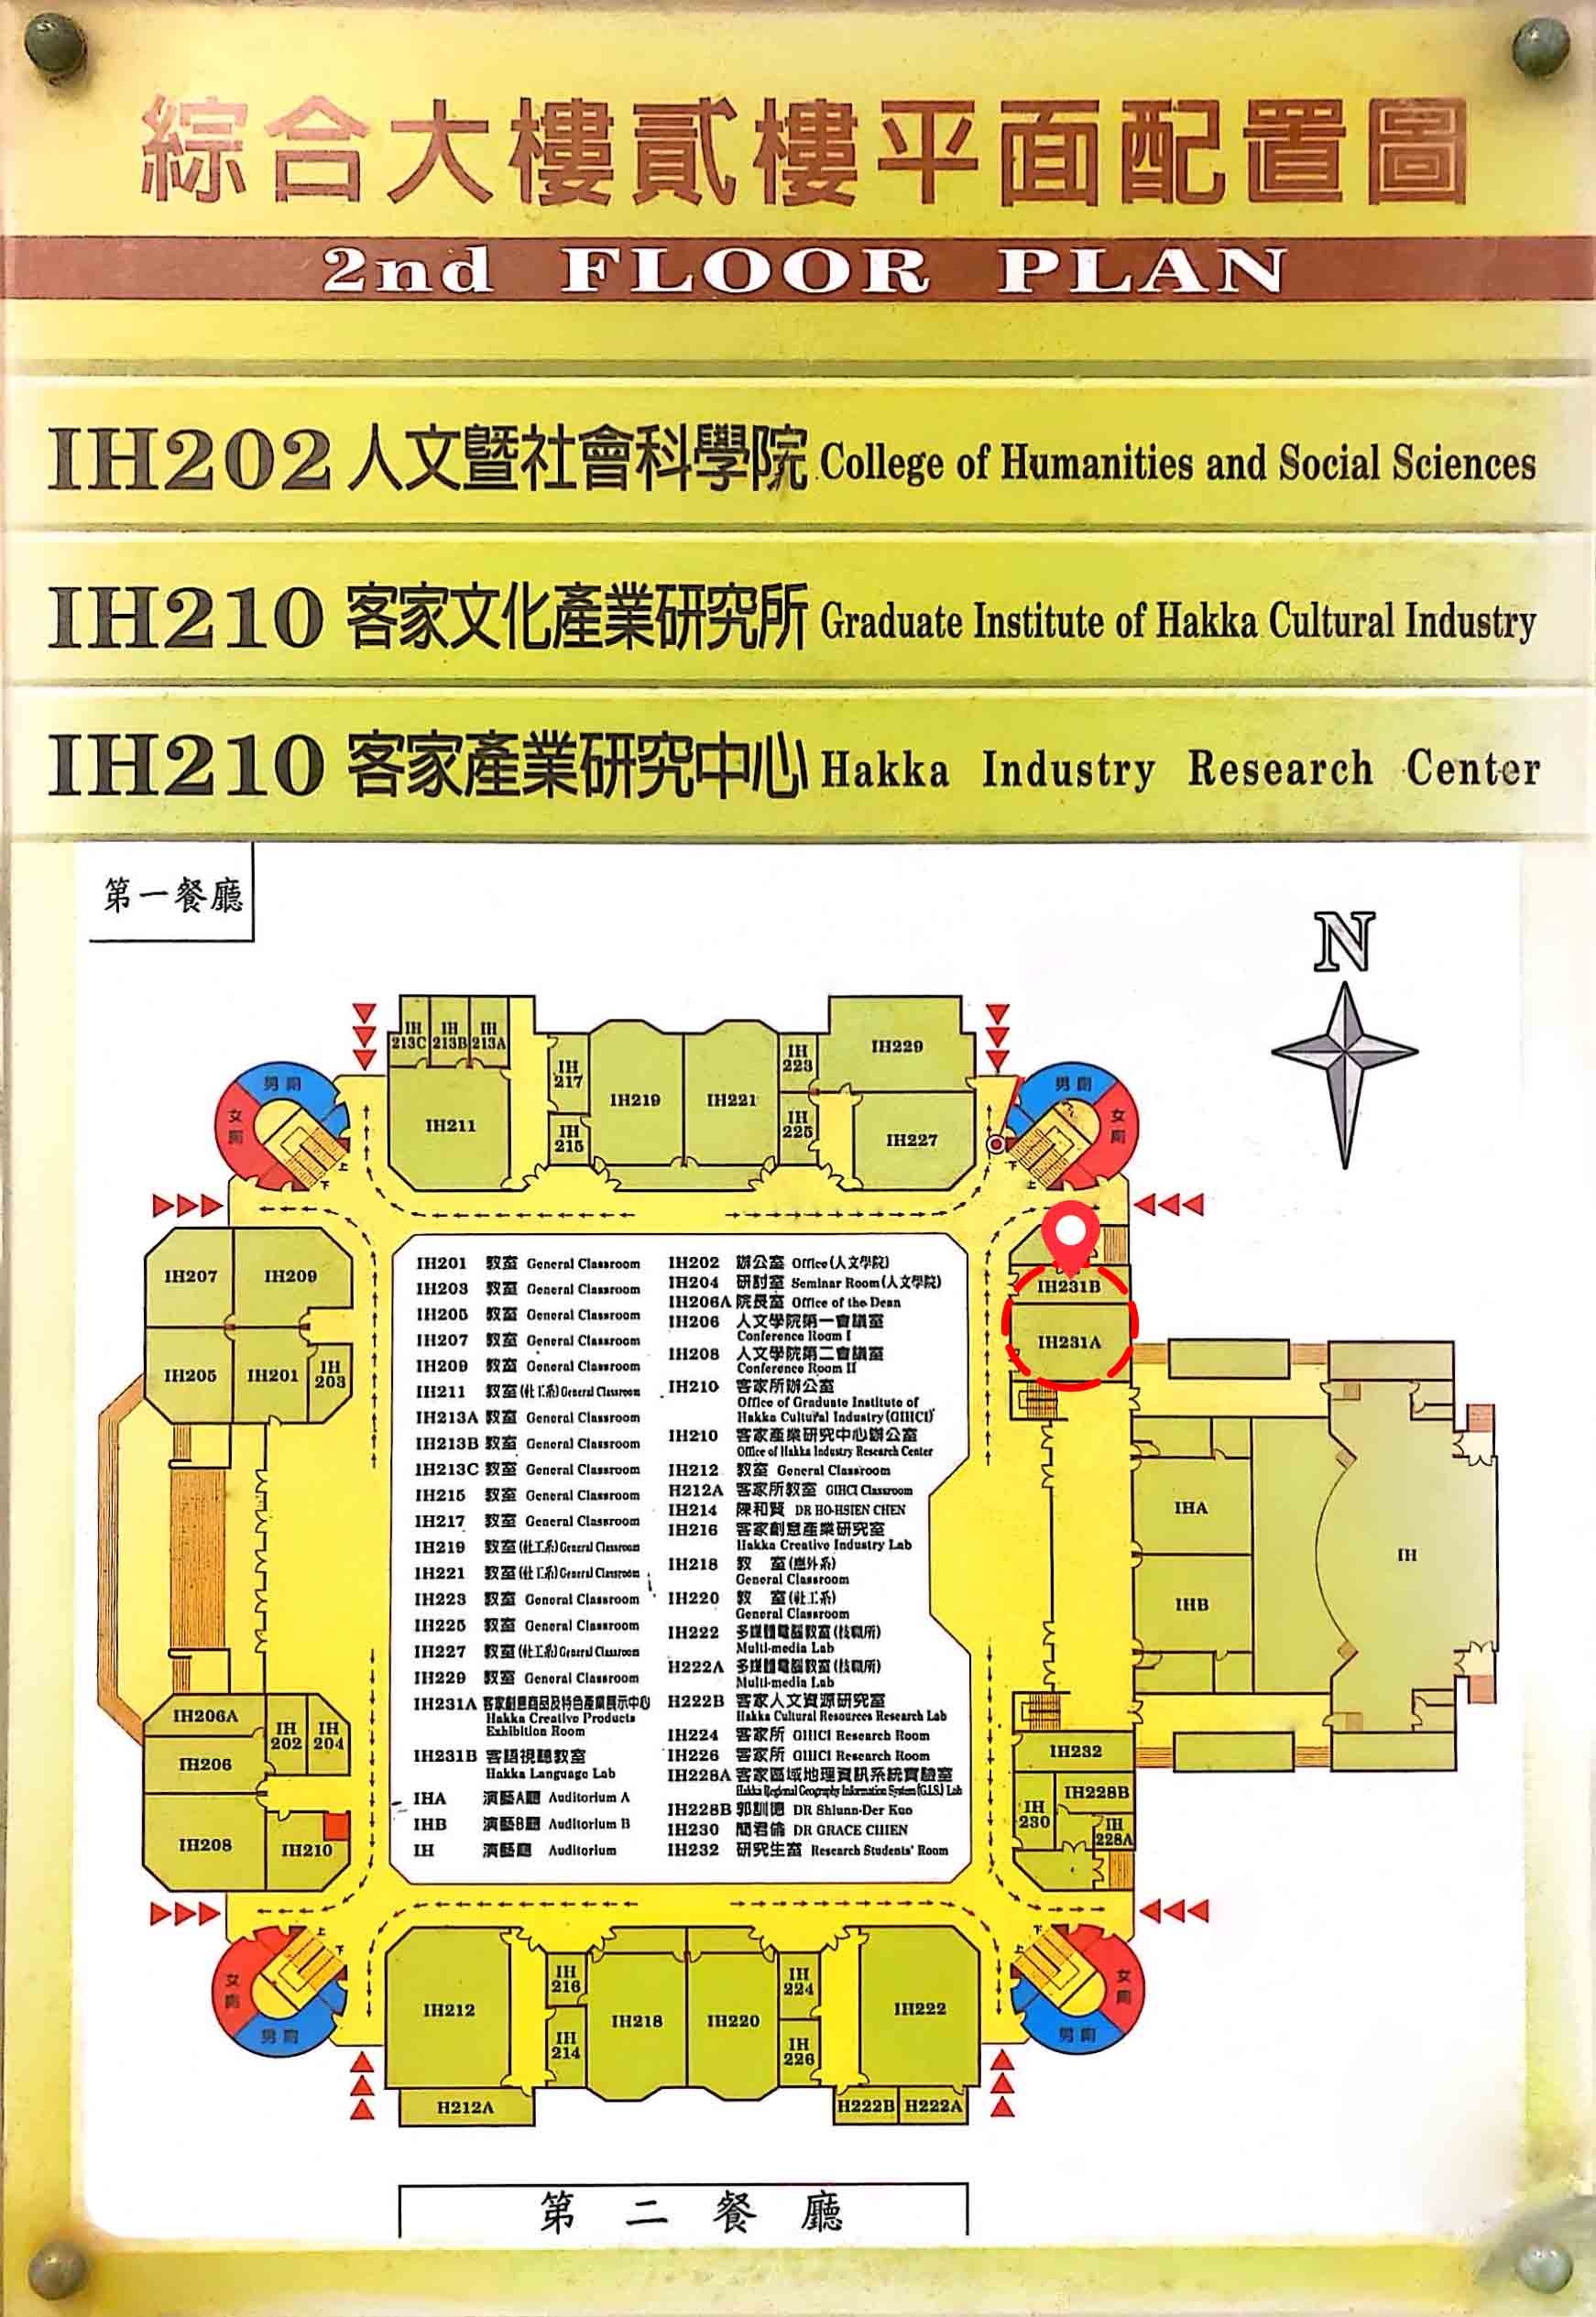 綜合大樓貳樓平面配置圖
2nd FLOOR PLAN
IH202 人文暨社會科學院 College of Humanities and Social Sciences
IH210 客家文化產業研究所 Graduate Institute of Hakka Cultural Industry
IH210 客家產業研究中心 Hakka Industry Research Center
第一餐廳
N
IH 213C
IH 213B
IH 213A
IH211
IH 217
IH 215
IH219
IH221
IH 223
IH 225
IH229
IH227
男廁
女廁
上
下
男廁
女廁
下
上
IH207
IH209
IH205
IH201
IH 203
IH231B
IH231A
IH201 教室 General Classroom
IH203 教室 General Classroom
IH205 教室 General Classroom
IH207 教室 General Classroom
IH209 教室 General Classroom
IH211 教室(社工系) General Classroom
IH213A 教室 General Classroom
IH213B 教室 General Classroom
IH213C 教室 General Classroom
IH215 教室 General Classroom
IH217 教室 General Classroom
IH219 教室(社工系) General Classroom
IH221 教室(社工系) General Classroom
IH223 教室 General Classroom
IH225 教室 General Classroom
IH227 教室(社工系) General Classroom
IH229 教室 General Classroom
IH231A 客家創意商品及特色產業展示中心
Hakka Creative Products
Exhibition Room
IH231B 客語視聽教室
Hakka Language Lab
IHA 演藝A廳 Auditorium A
IHB 演藝B廳 Auditorium B
IH 演藝廳 Auditorium
IH202 辦公室 Office(人文學院)
IH204 研討室 Seminar Room(人文學院)
IH206A 院長室 Office of the Dean
IH206 人文學院第一會議室
Conference Room I
IH208 人文學院第二會議室
Conference Room II
IH210 客家所辦公室
Office of Graduate Institute of
Hakka Cultural Industry(GIHCI)
IH210 客家產業研究中心辦公室
Office of Hakka Industry Research Center
IH212 教室 General Classroom
H212A 客家所教室 GIHCI Classroom
IH214 陳和賢 DR HO-HSIEN CHEN
IH216 客家創意產業研究室
Hakka Creative Industry Lab
IH218 教 室(應外系)
General Classroom
IH220 教 室(社工系)
General Classroom
IH222 多媒體電腦教室(技職所)
Multi-media Lab
H222A 多媒體電腦教室(技職所)
Multi-media Lab
H222B 客家人文資源研究室
Hakka Cultural Resources Research Lab
IH224 客家所 GIHCI Research Room
IH226 客家所 GIHCI Research Room
IH228A 客家區域地理資訊系統實驗室
Hakka Regional Geography Information System(G.I.S.) Lab
IH228B 郭訓德 DR Shiunn-Der Kuo
IH230 簡君倫 DR GRACE CHIEN
IH232 研究生室 Research Students' Room
IHA
IHB
IH
IH206A
IH206
IH 202
IH 204
IH208
IH210
IH232
IH 230
IH228B
IH 228A
上
下
女廁
男廁
下
上
女廁
男廁
IH212
H212A
IH 216
IH 214
IH218
IH220
IH 224
IH 226
IH222
H222B
H222A
第二餐廳